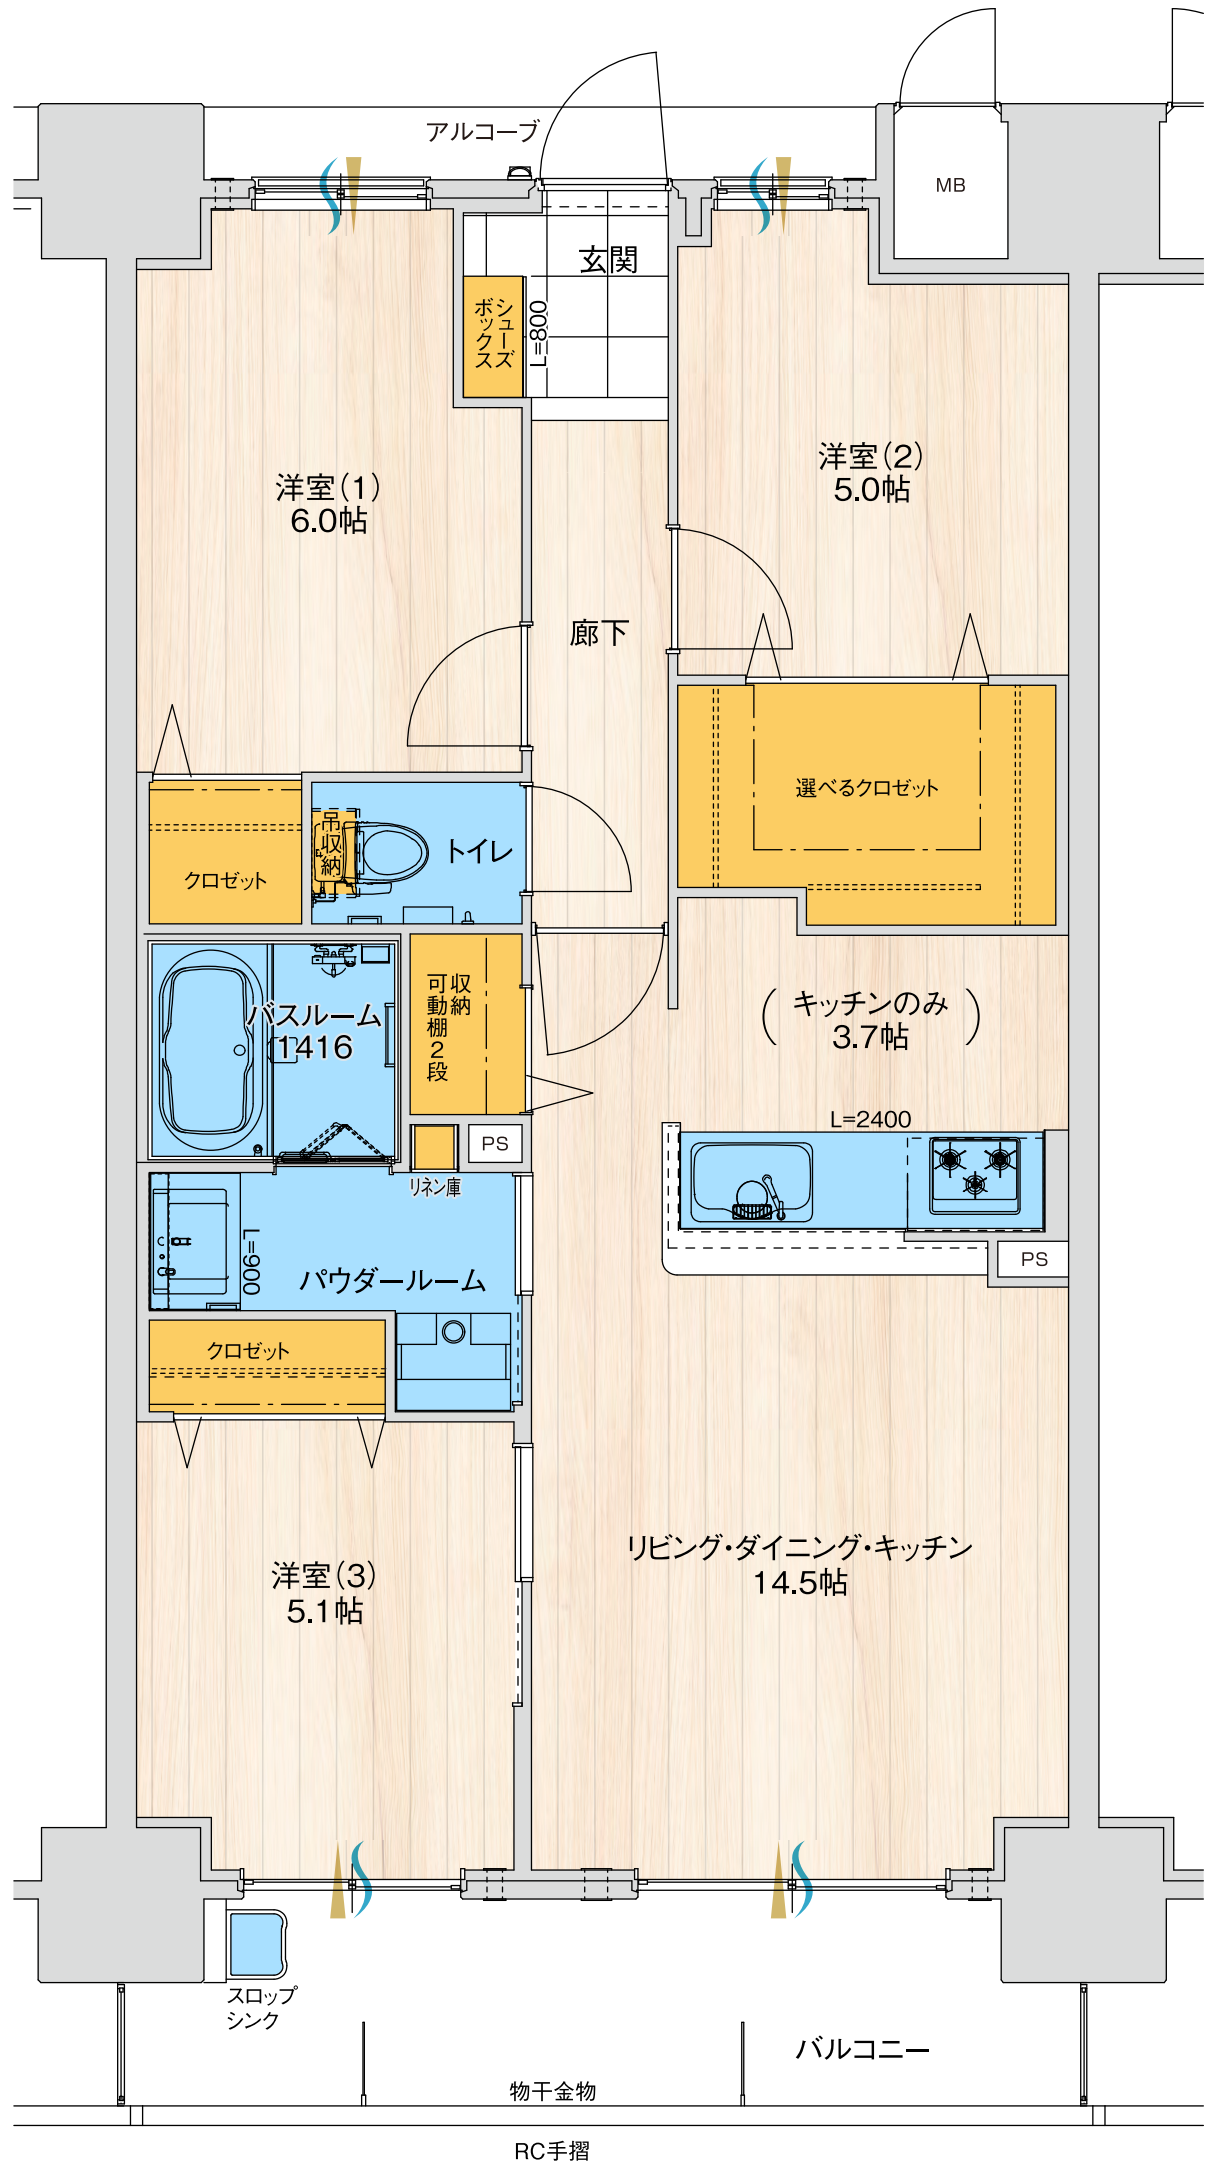 アルコーブ
MB
玄関
シューズ
ボックス
L=800
洋室(1)
6.0帖
洋室(2)
5.0帖
廊下
選べるクロゼット
クロゼット
吊収納
トイレ
バスルーム
1416
収納
可動棚2段
(キッチンのみ)
3.7帖
L=2400
PS
リネン庫
L=900
パウダールーム
PS
クロゼット
洋室(3)
5.1帖
リビング・ダイニング・キッチン
14.5帖
スロップ
シンク
バルコニー
物干金物
RC手摺